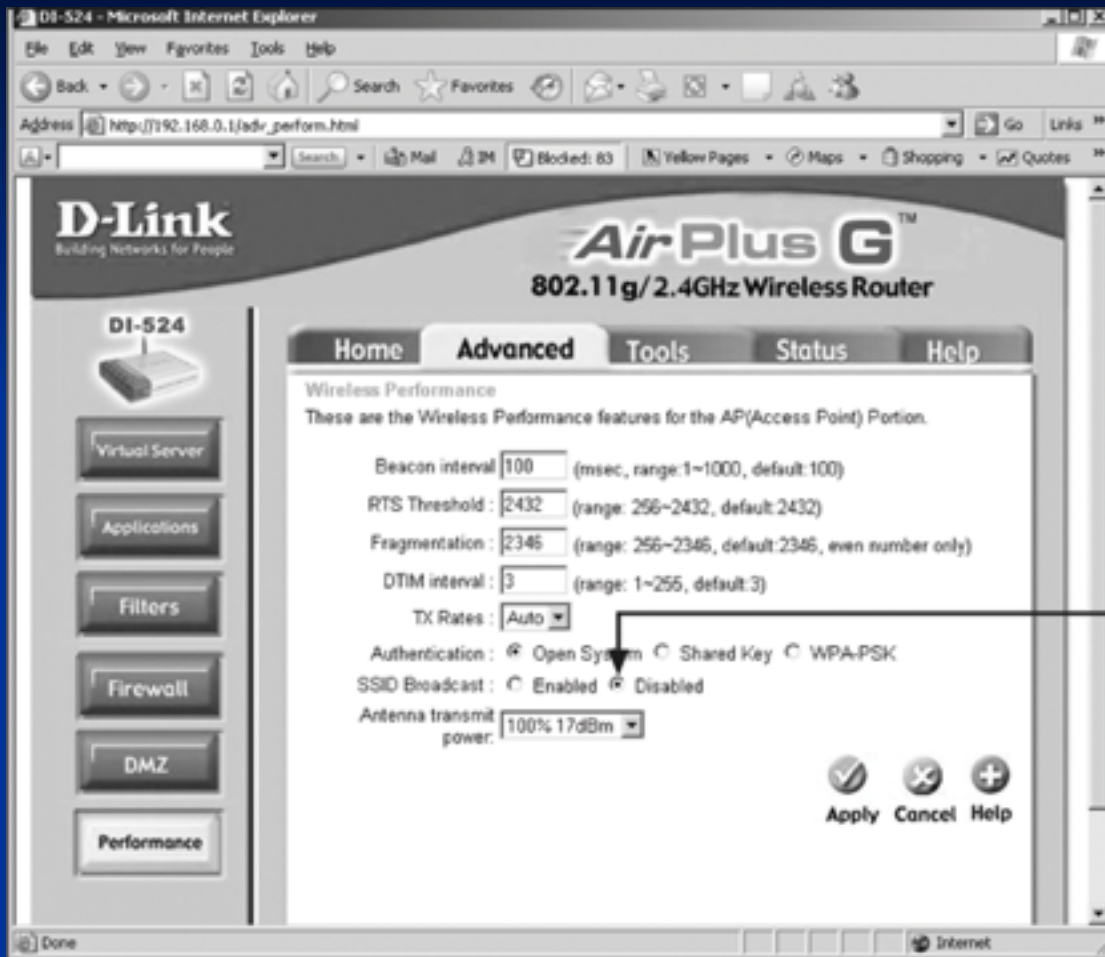 DI-524 - Microsoft Internet Explorer
File Edit View Favorites Tools Help
Back Search Favorites
Address http://192.168.0.1/adv_perform.html Go Links »
Search Mail IM Blocked: 83 Yellow Pages Maps Shopping Quotes »
D-Link
Building Networks for People
AirPlus G™
802.11g/2.4GHz Wireless Router
DI-524
Home Advanced Tools Status Help
Virtual Server
Applications
Filters
Firewall
DMZ
Performance
Wireless Performance
These are the Wireless Performance features for the AP(Access Point) Portion.
Beacon interval 100 (msec, range:1~1000, default:100)
RTS Threshold : 2432 (range: 256~2432, default:2432)
Fragmentation : 2346 (range: 256~2346, default:2346, even number only)
DTIM interval : 3 (range: 1~255, default:3)
TX Rates : Auto
Authentication : Open System Shared Key WPA-PSK
SSID Broadcast : Enabled Disabled
Antenna transmit
power: 100% 17dBm
Apply Cancel Help
Done Internet